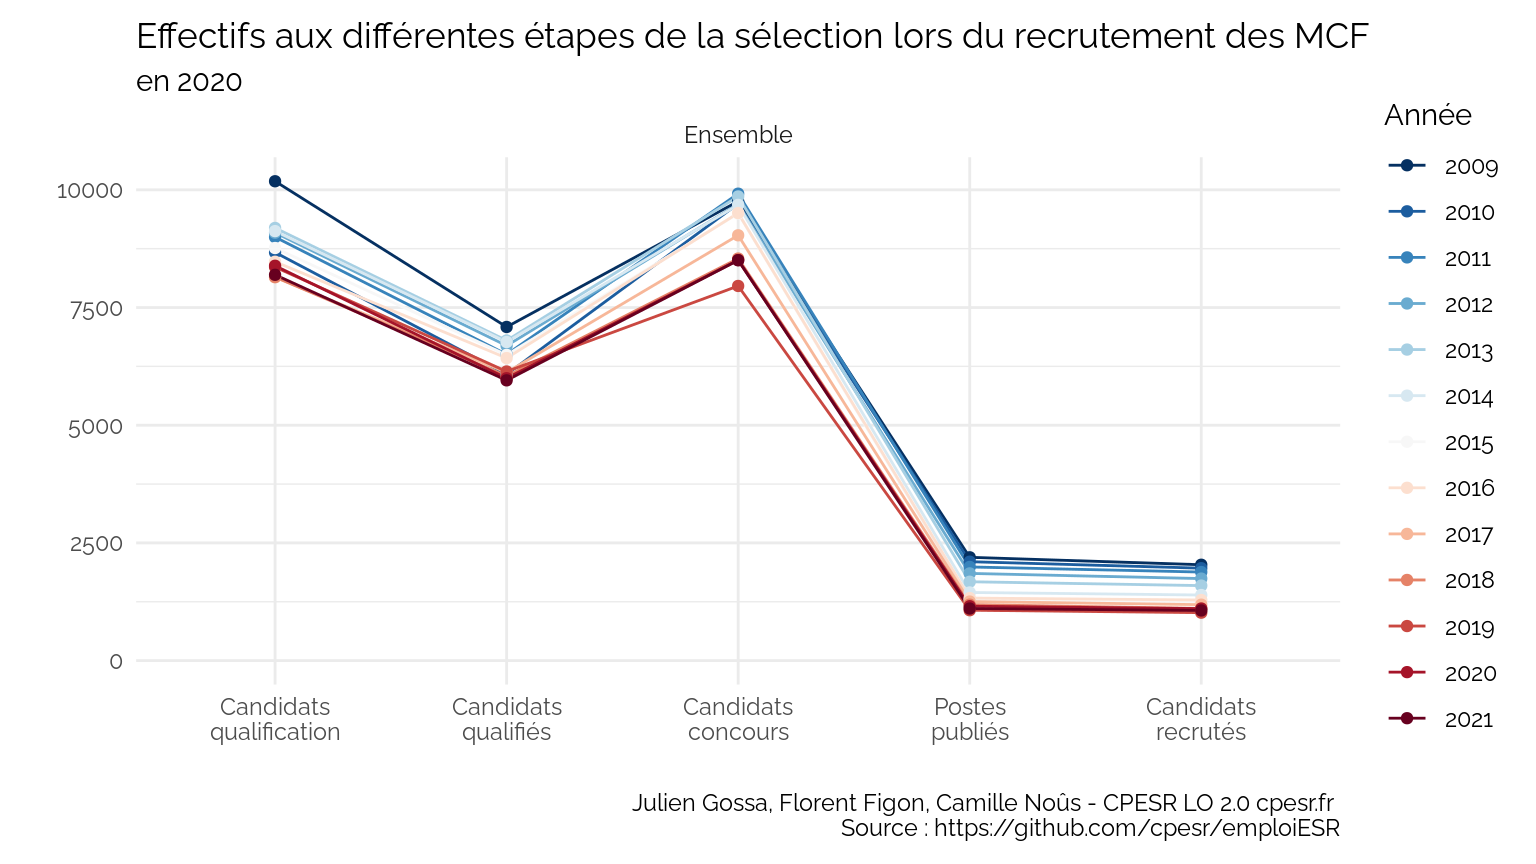 Effectifs aux différentes étapes de la sélection lors du recrutement des MCF
en 2020
Ensemble
Année
2009
2010
2011
2012
2013
2014
2015
2016
2017
2018
2019
2020
2021
10000
7500
5000
2500
0
Candidats
qualification
Candidats
qualifiés
Candidats
concours
Postes
publiés
Candidats
recrutés
Julien Gossa, Florent Figon, Camille Noûs - CPESR LO 2.0 cpesr.fr
Source : https://github.com/cpesr/emploiESR